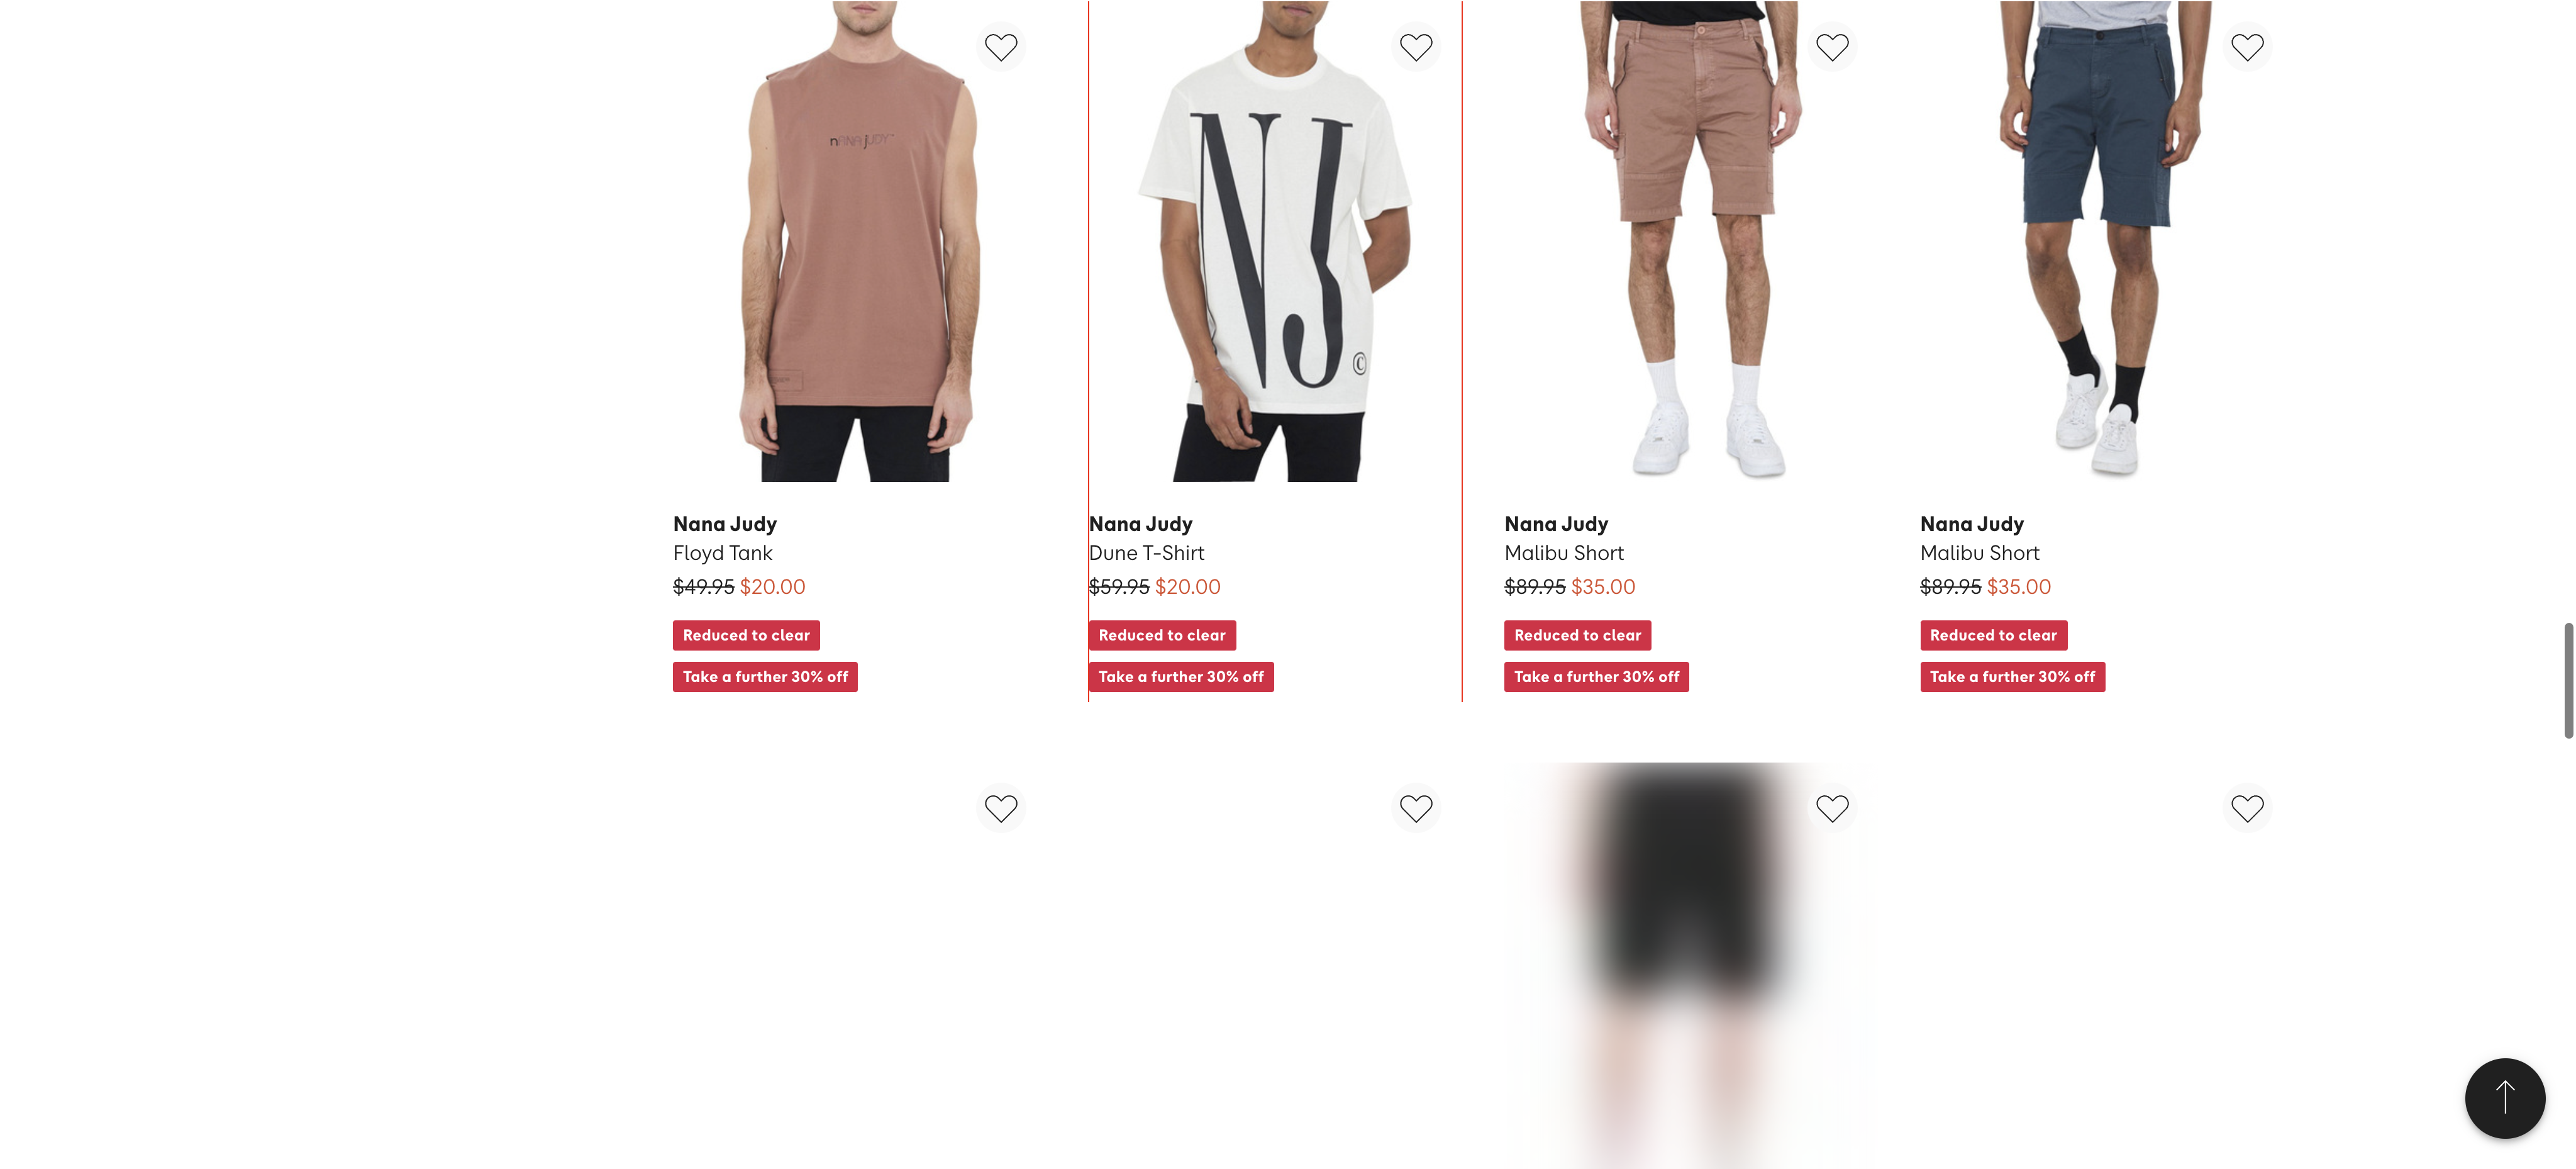 nANA jUDY
NJ
©
Nana Judy
Floyd Tank
$49.95 $20.00
Reduced to clear
Take a further 30% off
Nana Judy
Dune T-Shirt
$59.95 $20.00
Reduced to clear
Take a further 30% off
Nana Judy
Malibu Short
$89.95 $35.00
Reduced to clear
Take a further 30% off
Nana Judy
Malibu Short
$89.95 $35.00
Reduced to clear
Take a further 30% off